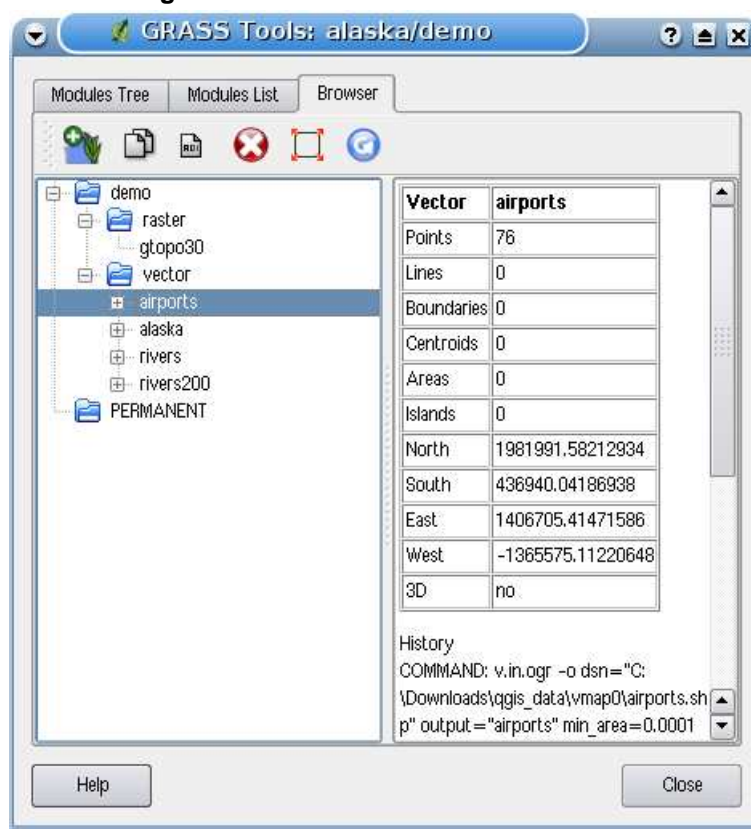 GRASS Tools: alaska/demo
Modules Tree
Modules List
Browser
demo
raster
gtopo30
vector
airports
alaska
rivers
rivers200
PERMANENT
Vector airports
Points 76
Lines 0
Boundaries 0
Centroids 0
Areas 0
Islands 0
North 1981991.58212934
South 436940.04186938
East 1406705.41471586
West -1365575.11220648
3D no
History
COMMAND: v.in.ogr -o dsn="C:
\Downloads\qgis_data\vmap0\airports.sh
p" output="airports" min_area=0.0001
Help
Close